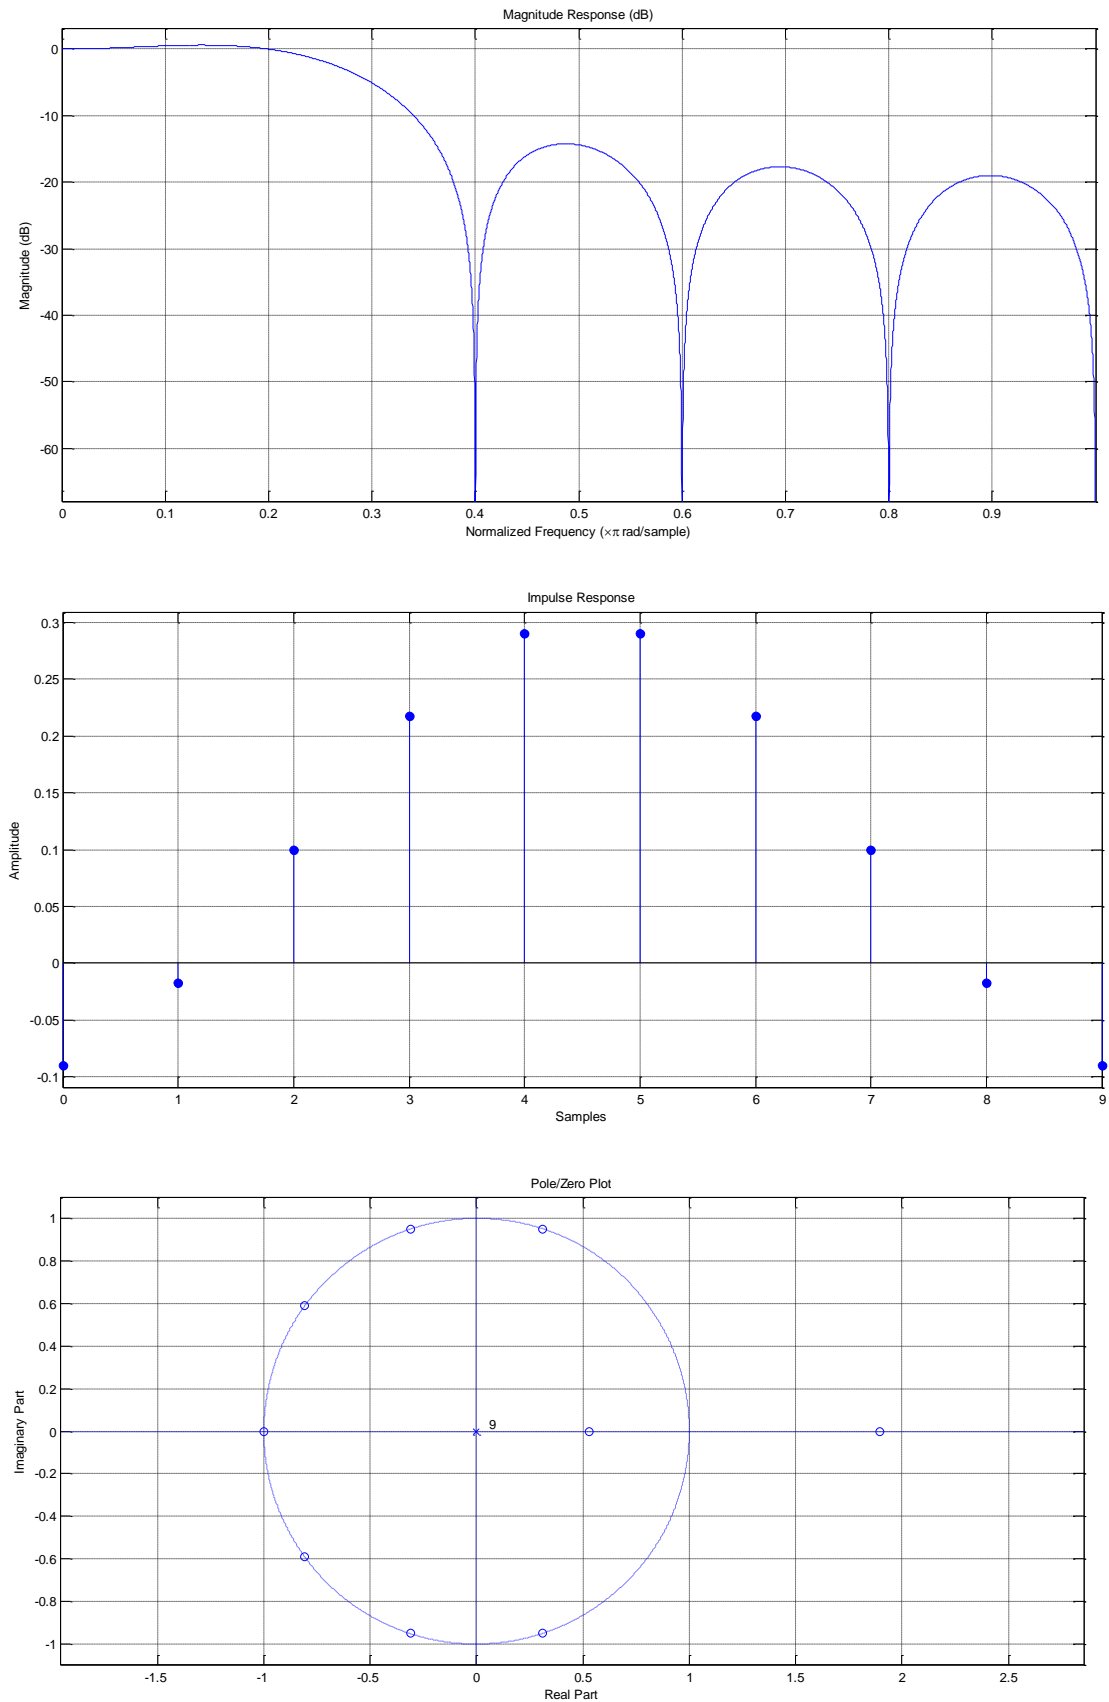 Magnitude Response (dB)
0
-10
-20
-30
-40
-50
-60
Magnitude (dB)
0 0.1 0.2 0.3 0.4 0.5 0.6 0.7 0.8 0.9
Normalized Frequency (×π rad/sample)
Impulse Response
0.3
0.25
0.2
0.15
0.1
0.05
0
-0.05
-0.1
Amplitude
0 1 2 3 4 5 6 7 8 9
Samples
Pole/Zero Plot
1
0.8
0.6
0.4
0.2
0
-0.2
-0.4
-0.6
-0.8
-1
Imaginary Part
9
-1.5 -1 -0.5 0 0.5 1 1.5 2 2.5
Real Part